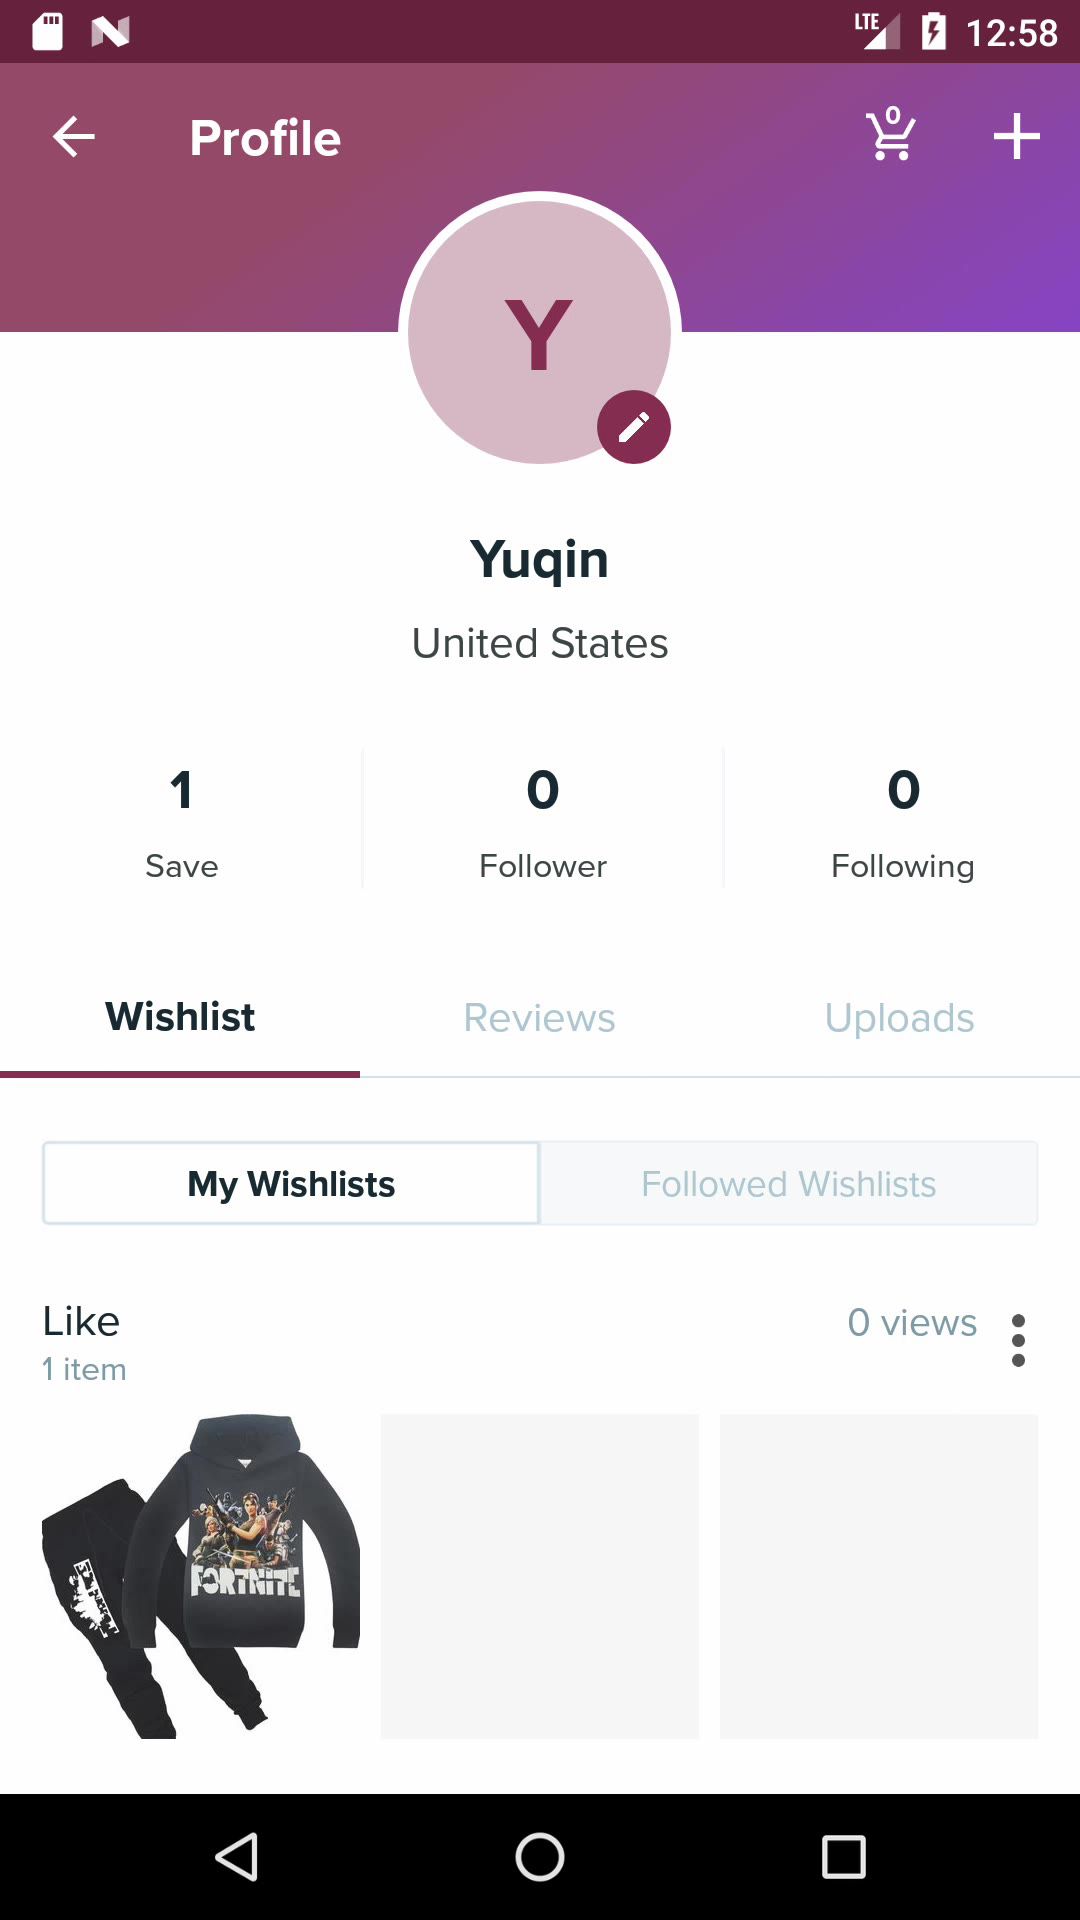 LTE 12:58
Profile
0
Y
Yuqin
United States
1 0 0
Save Follower Following
Wishlist Reviews Uploads
My Wishlists Followed Wishlists
Like 0 views
1 item
FORTNITE